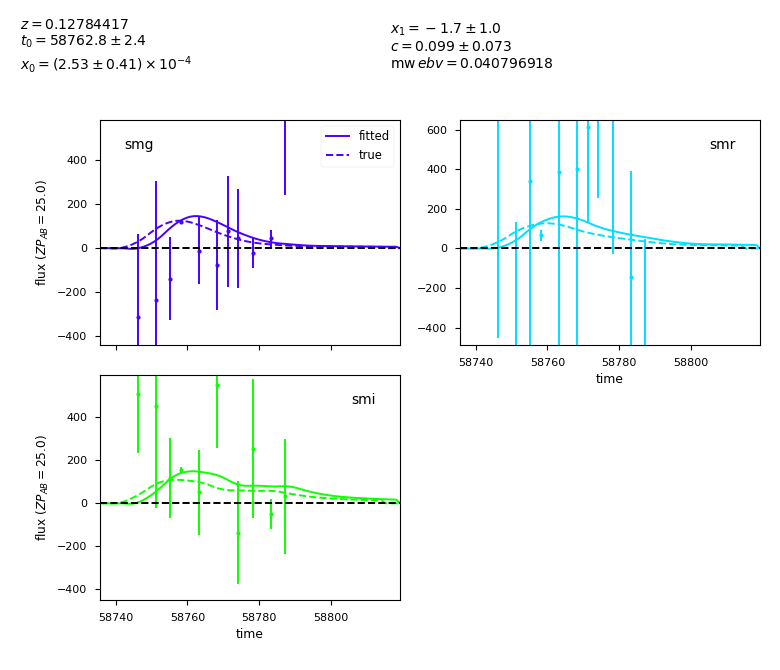 z = 0.12784417
t₀ = 58762.8 ± 2.4
x₀ = (2.53 ± 0.41) × 10⁻⁴
x₁ = −1.7 ± 1.0
c = 0.099 ± 0.073
mw ebv = 0.040796918
smg
fitted
true
flux (ZP_AB = 25.0)
400
200
0
−200
−400
smr
600
400
200
0
−200
−400
58740 58760 58780 58800
time
smi
flux (ZP_AB = 25.0)
400
200
0
−200
−400
58740 58760 58780 58800
time